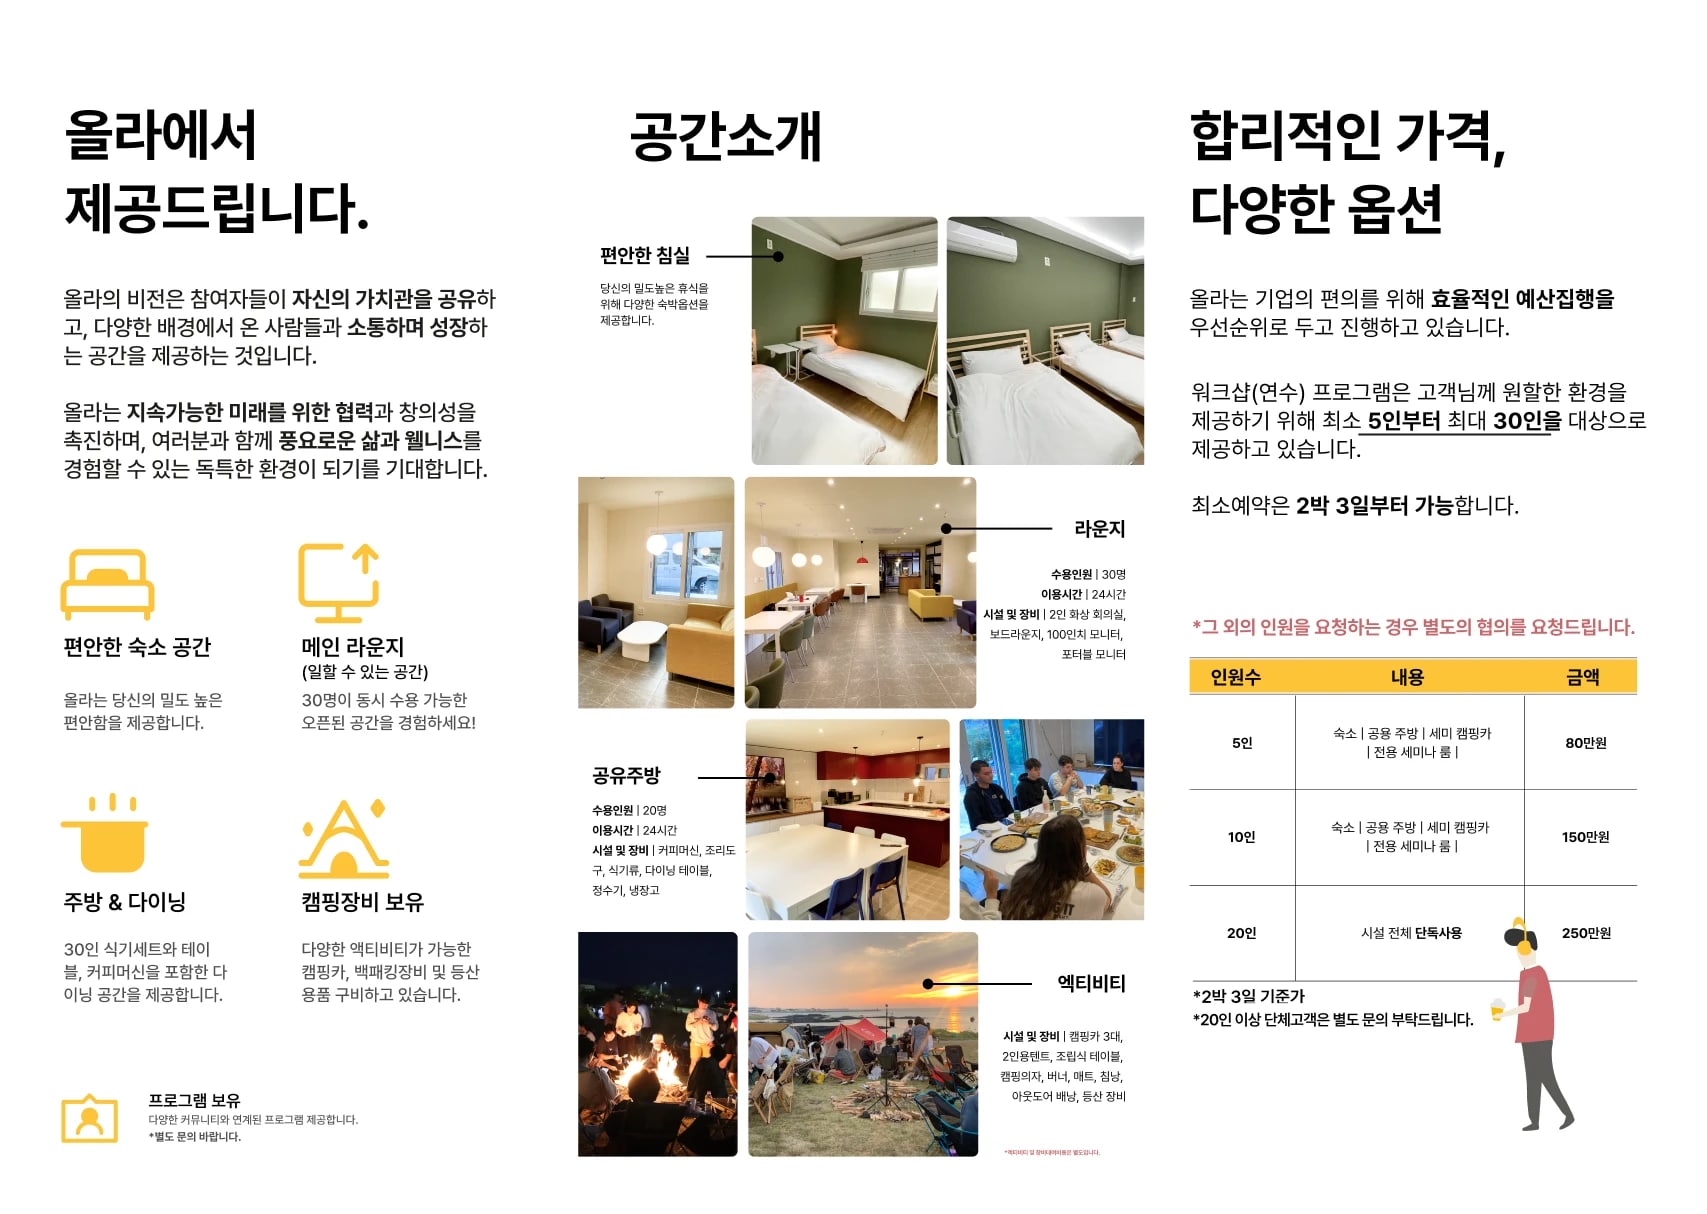 올라에서
제공드립니다.
올라의 비전은 참여자들이 자신의 가치관을 공유하
고, 다양한 배경에서 온 사람들과 소통하며 성장하
는 공간을 제공하는 것입니다.
올라는 지속가능한 미래를 위한 협력과 창의성을
촉진하며, 여러분과 함께 풍요로운 삶과 웰니스를
경험할 수 있는 독특한 환경이 되기를 기대합니다.
편안한 숙소 공간
올라는 당신의 밀도 높은
편안함을 제공합니다.
메인 라운지
(일할 수 있는 공간)
30명이 동시 수용 가능한
오픈된 공간을 경험하세요!
주방 & 다이닝
30인 식기세트와 테이
블, 커피머신을 포함한 다
이닝 공간을 제공합니다.
캠핑장비 보유
다양한 액티비티가 가능한
캠핑카, 백패킹장비 및 등산
용품 구비하고 있습니다.
프로그램 보유
다양한 커뮤니티와 연계된 프로그램 제공합니다.
*별도 문의 바랍니다.
공간소개
편안한 침실
당신의 밀도높은 휴식을
위해 다양한 숙박옵션을
제공합니다.
라운지
수용인원 | 30명
이용시간 | 24시간
시설 및 장비 | 2인 화상 회의실,
보드라운지, 100인치 모니터,
포터블 모니터
공유주방
수용인원 | 20명
이용시간 | 24시간
시설 및 장비 | 커피머신, 조리도
구, 식기류, 다이닝 테이블,
정수기, 냉장고
엑티비티
시설 및 장비 | 캠핑카 3대,
2인용텐트, 조립식 테이블,
캠핑의자, 버너, 매트, 침낭,
아웃도어 배낭, 등산 장비
*엑티비티 및 장비대여비용은 별도입니다.
합리적인 가격,
다양한 옵션
올라는 기업의 편의를 위해 효율적인 예산집행을
우선순위로 두고 진행하고 있습니다.
워크샵(연수) 프로그램은 고객님께 원할한 환경을
제공하기 위해 최소 5인부터 최대 30인을 대상으로
제공하고 있습니다.
최소예약은 2박 3일부터 가능합니다.
*그 외의 인원을 요청하는 경우 별도의 협의를 요청드립니다.
인원수 내용 금액
5인 숙소 | 공용 주방 | 세미 캠핑카 80만원
| 전용 세미나 룸 |
10인 숙소 | 공용 주방 | 세미 캠핑카 150만원
| 전용 세미나 룸 |
20인 시설 전체 단독사용 250만원
*2박 3일 기준가
*20인 이상 단체고객은 별도 문의 부탁드립니다.